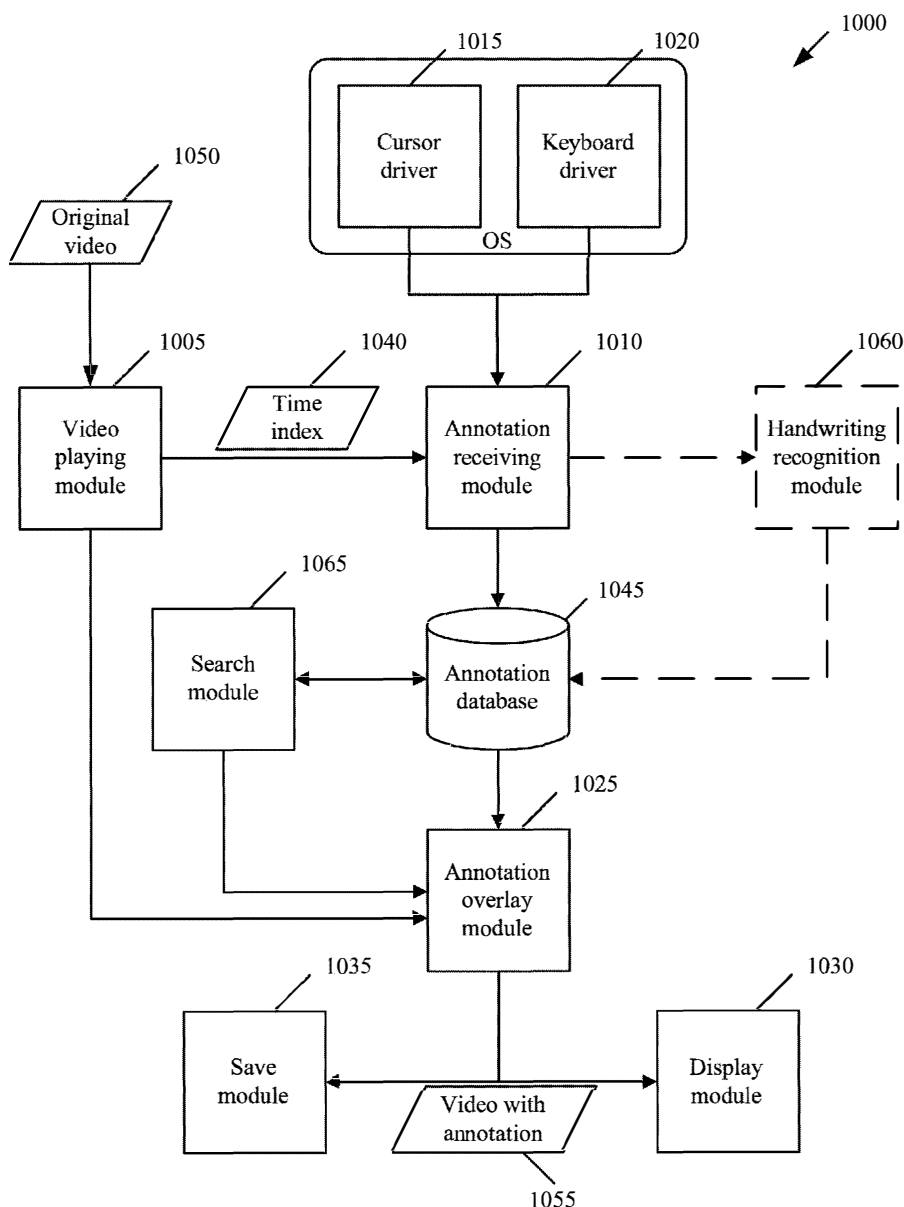 1000
1015
1020
Cursor
driver
Keyboard
driver
OS
1050
Original
video
1005
1040
1010
1060
Video
playing
module
Time
index
Annotation
receiving
module
Handwriting
recognition
module
1065
1045
Search
module
Annotation
database
1025
Annotation
overlay
module
1035
1030
Save
module
Display
module
Video with
annotation
1055